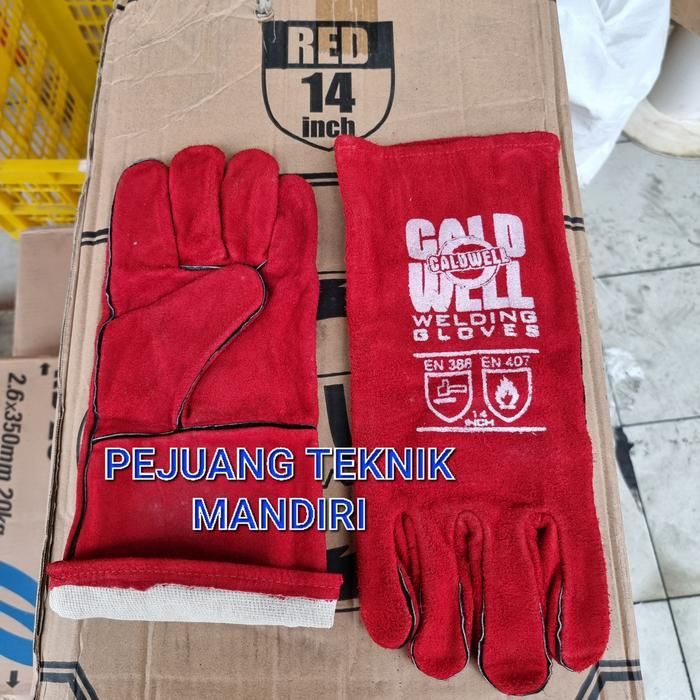 RED
14
inch
COLD
CALDWELL
WELL
WELDING
GLOVES
EN 388 EN 407
14
INCH
PEJUANG TEKNIK
MANDIRI
2.6x350mm 20kg